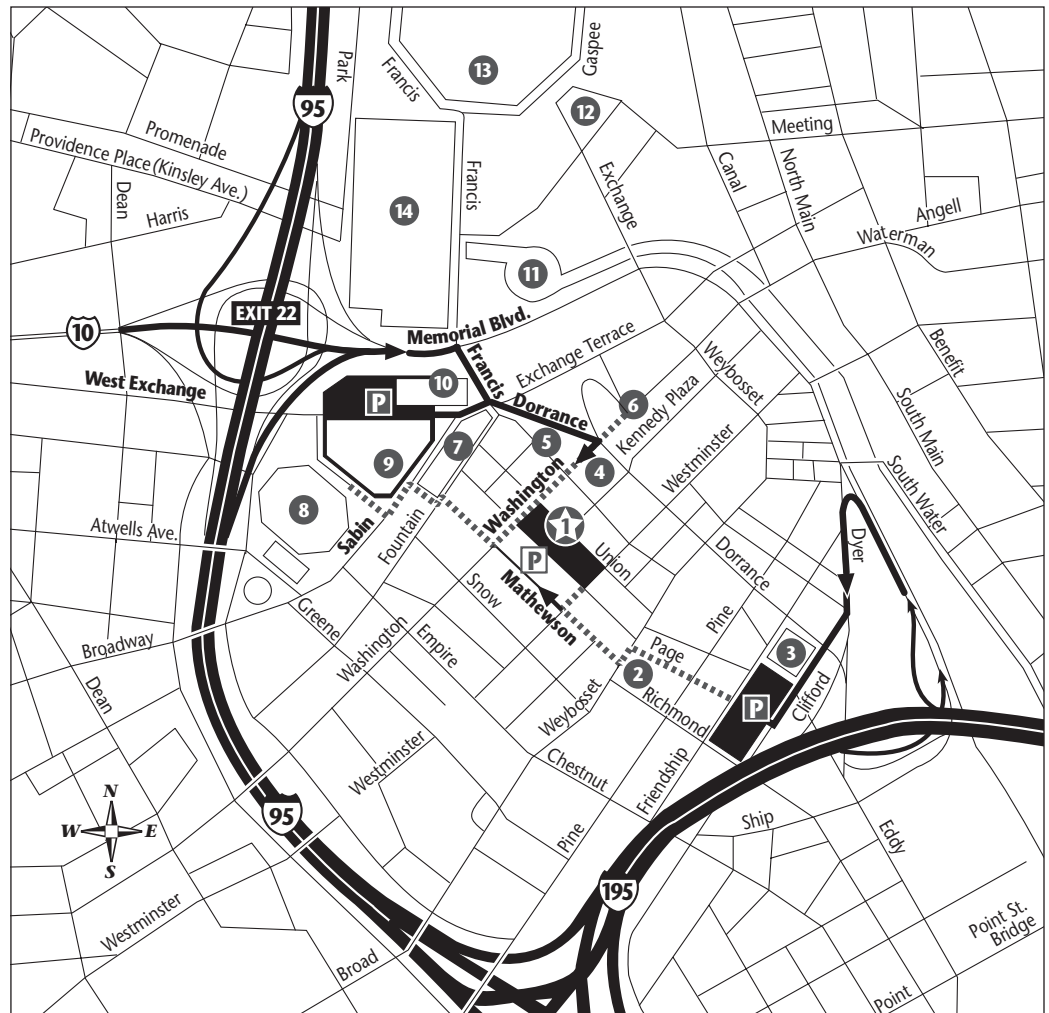 Park
Francis
13
Gaspee
95
12
Meeting
Promenade
Providence Place (Kinsley Ave.)
Dean
Harris
Francis
14
Exchange
Canal
North Main
Angell
Waterman
11
EXIT 22
10
Memorial Blvd.
Francis
Exchange Terrace
Weybosset
Benefit
West Exchange
10
P
Dorrance
6
Kennedy Plaza
South Main
7
5
4
Westminster
9
Washington
South Water
8
Sabin
Fountain
1
Union
Atwells Ave.
P
Dorrance
Dyer
Snow
Mathewson
Greene
Washington
Empire
Page
Pine
3
Broadway
2
Dean
Weybosset
Richmond
P
Clifford
Westminster
Chestnut
Friendship
N
W
E
S
95
Ship
Eddy
Pine
195
Westminster
Broad
Point St.
Bridge
Point